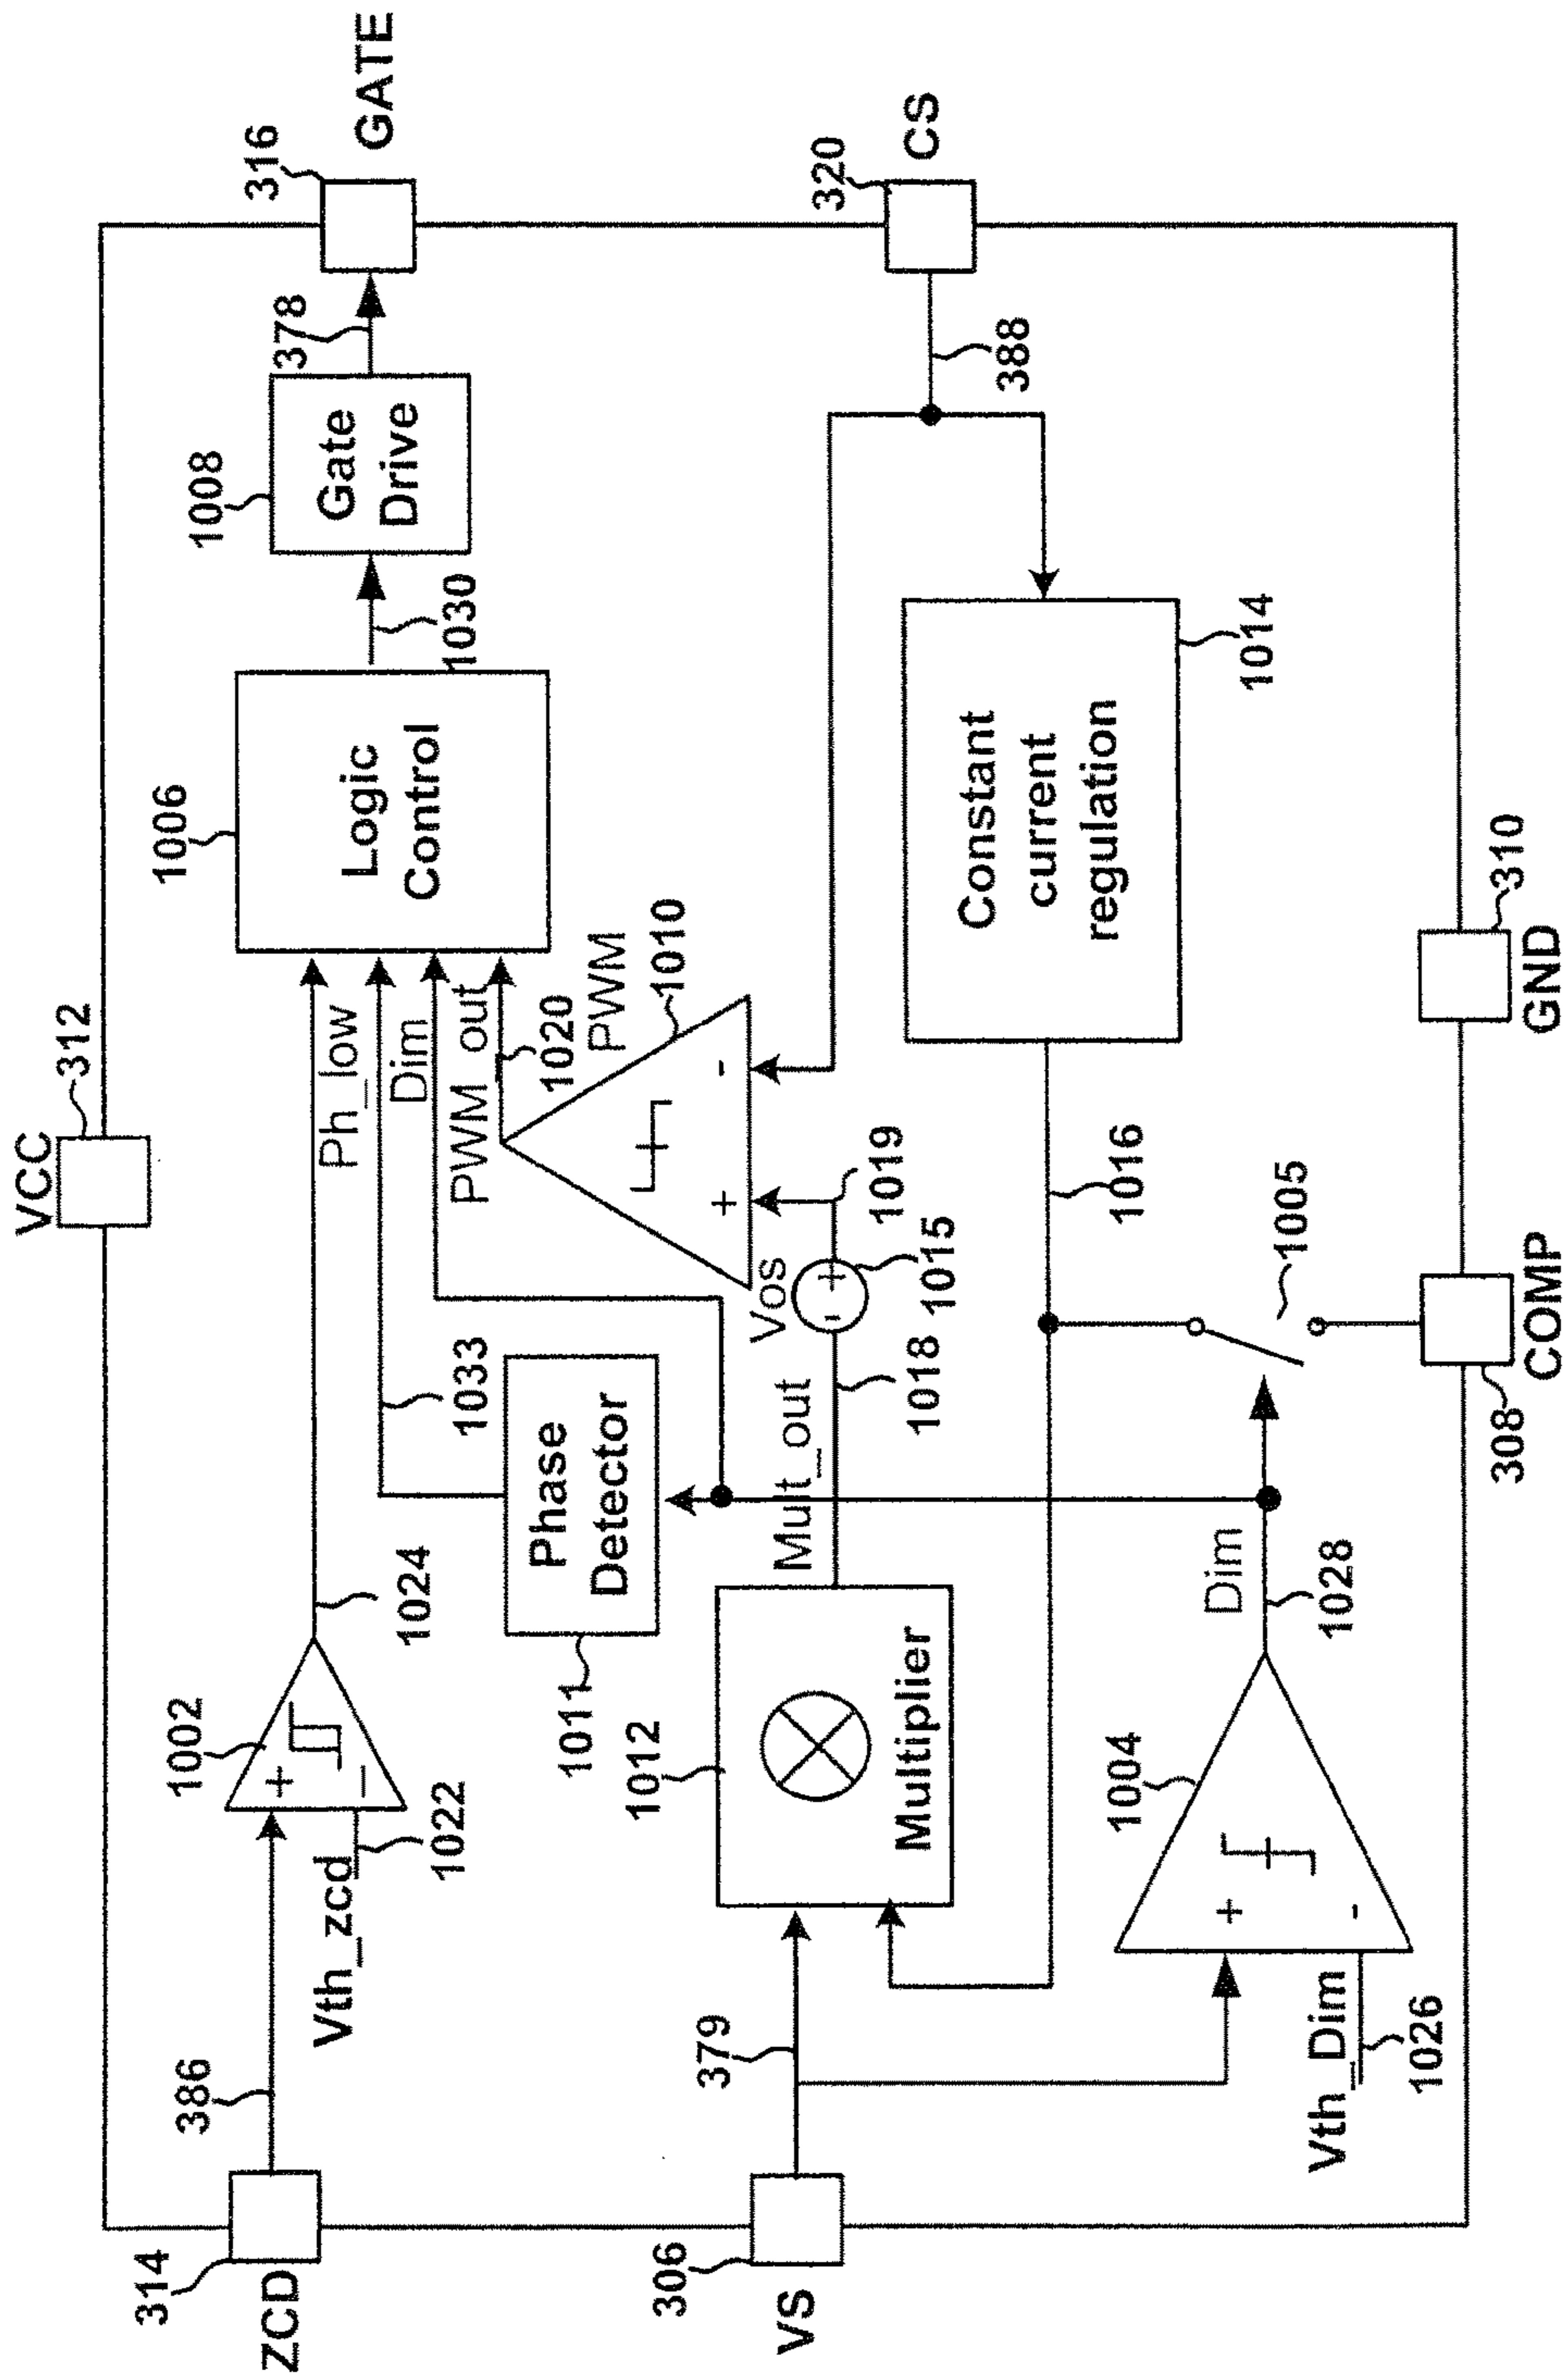 VCC
312
314
ZCD
386
Vth_zcd
1022
+
−
1002
1024
Ph_low
Dim
PWM_out
1020
PWM
1010
1006
Logic
Control
1030
1008
Gate
Drive
378
316
GATE
1033
Phase
Detector
1011
306
VS
379
1012
Multiplier
Mult_out
1018
Vos
-
+
1015
1019
+
-
388
320
CS
Constant
current
regulation
1014
1016
Vth_Dim
1026
+
-
1004
Dim
1028
1005
308
COMP
310
GND